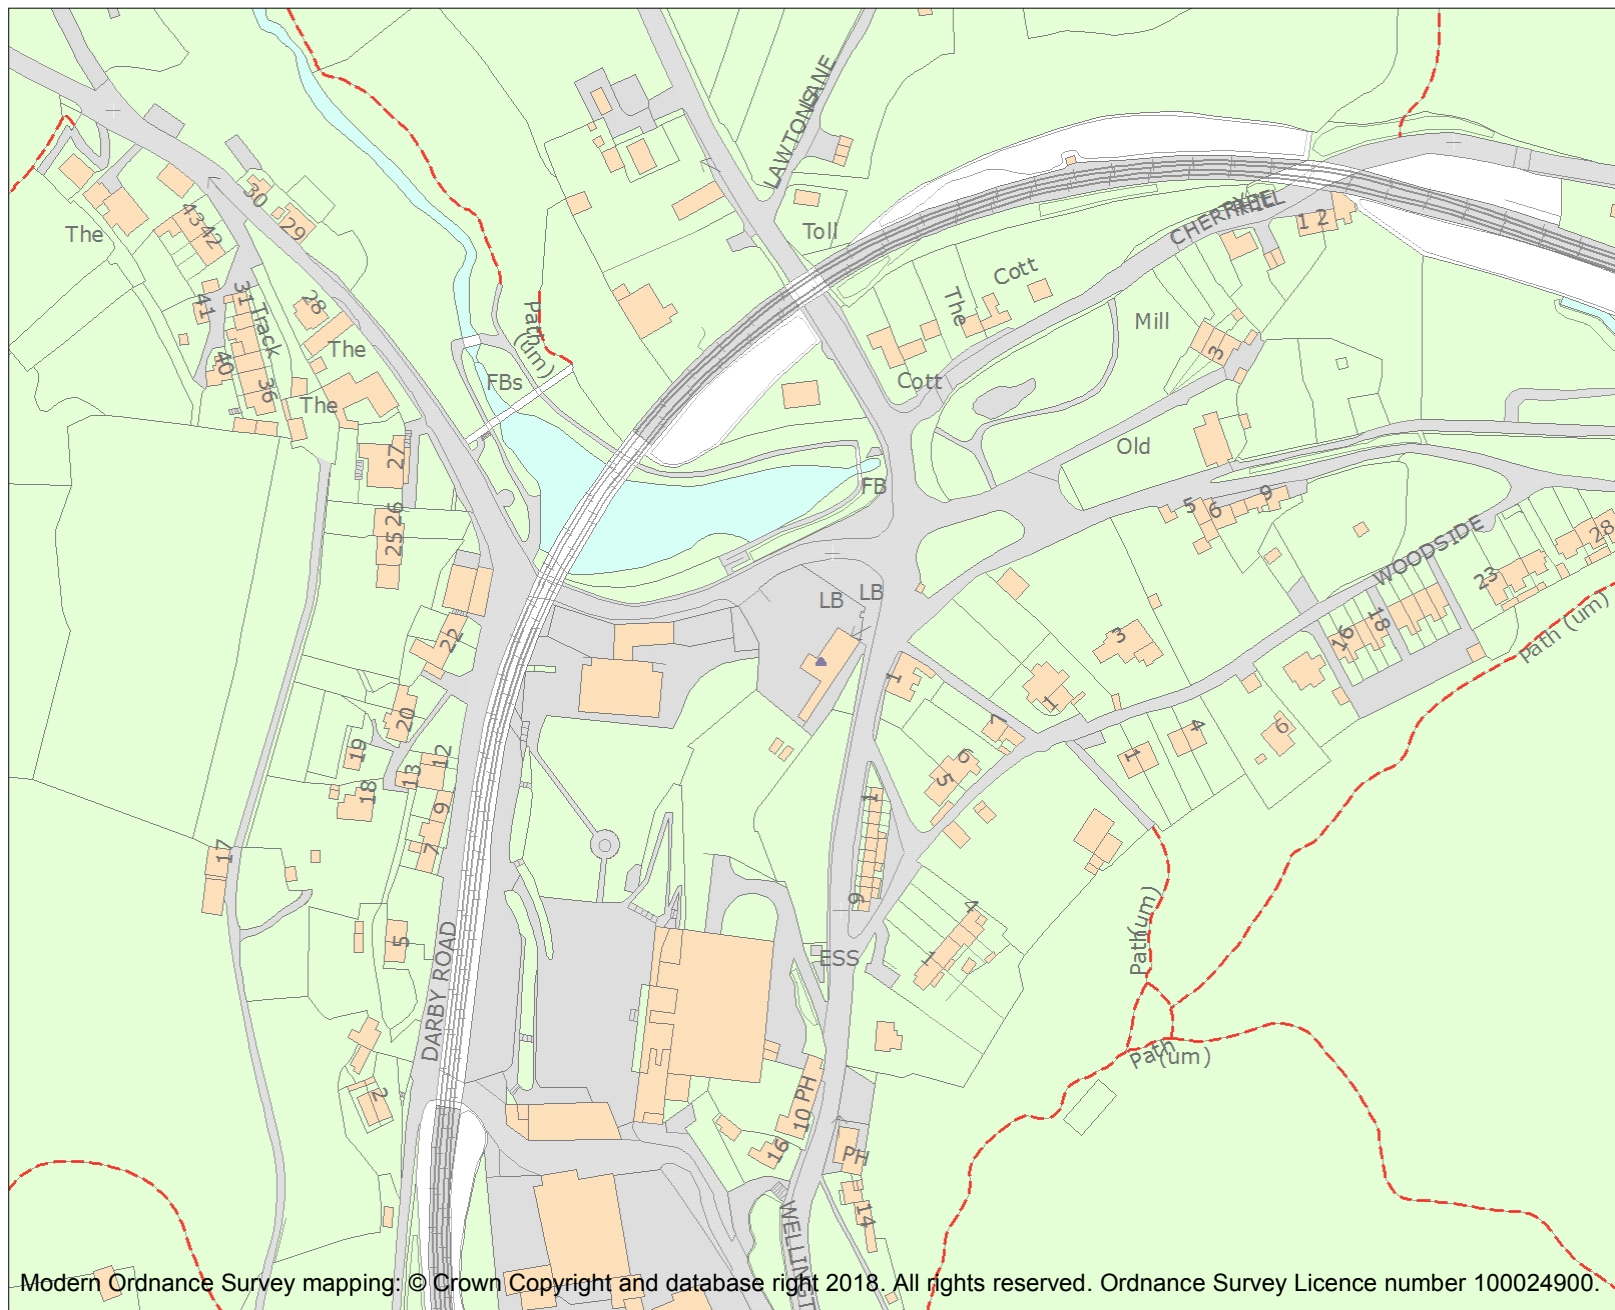 LAWTONS LANE
30
The
29
43
42
Toll
CHERRY
HILL
1 2
Cott
41
31
Track
28
Path
(um)
The
Mill
The
3
40
36
FBs
Cott
The
27
Old
FB
26
25
5
6
9
WOODSIDE
28
23
LB
LB
22
3
16
18
Path (um)
1
1
20
7
6
4
19
12
13
6
5
1
18
9
1
7
17
9
4
Path
(um)
5
1
ESS
DARBY ROAD
Path
(um)
2
10 PH
16
PH
14
WELLINGT
Modern Ordnance Survey mapping: © Crown Copyright and database right 2018. All rights reserved. Ordnance Survey Licence number 100024900.